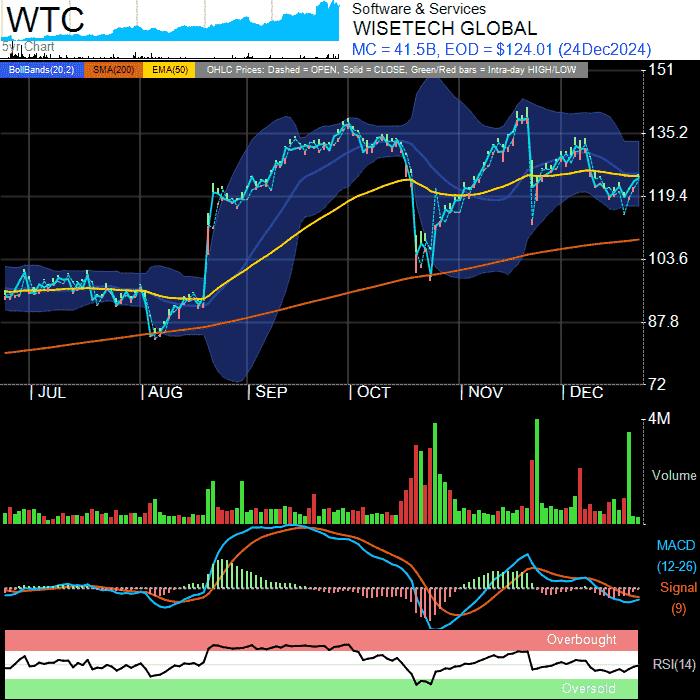 WTC
5yr Chart
Software & Services
WISETECH GLOBAL
MC = 41.5B, EOD = $124.01 (24Dec2024)
BollBands(20,2) SMA(200) EMA(50) OHLC Prices: Dashed = OPEN, Solid = CLOSE, Green/Red bars = Intra-day HIGH/LOW
151
135.2
119.4
103.6
87.8
72
JUL AUG SEP OCT NOV DEC
4M
Volume
MACD
(12-26)
Signal
(9)
Overbought
RSI(14)
Oversold